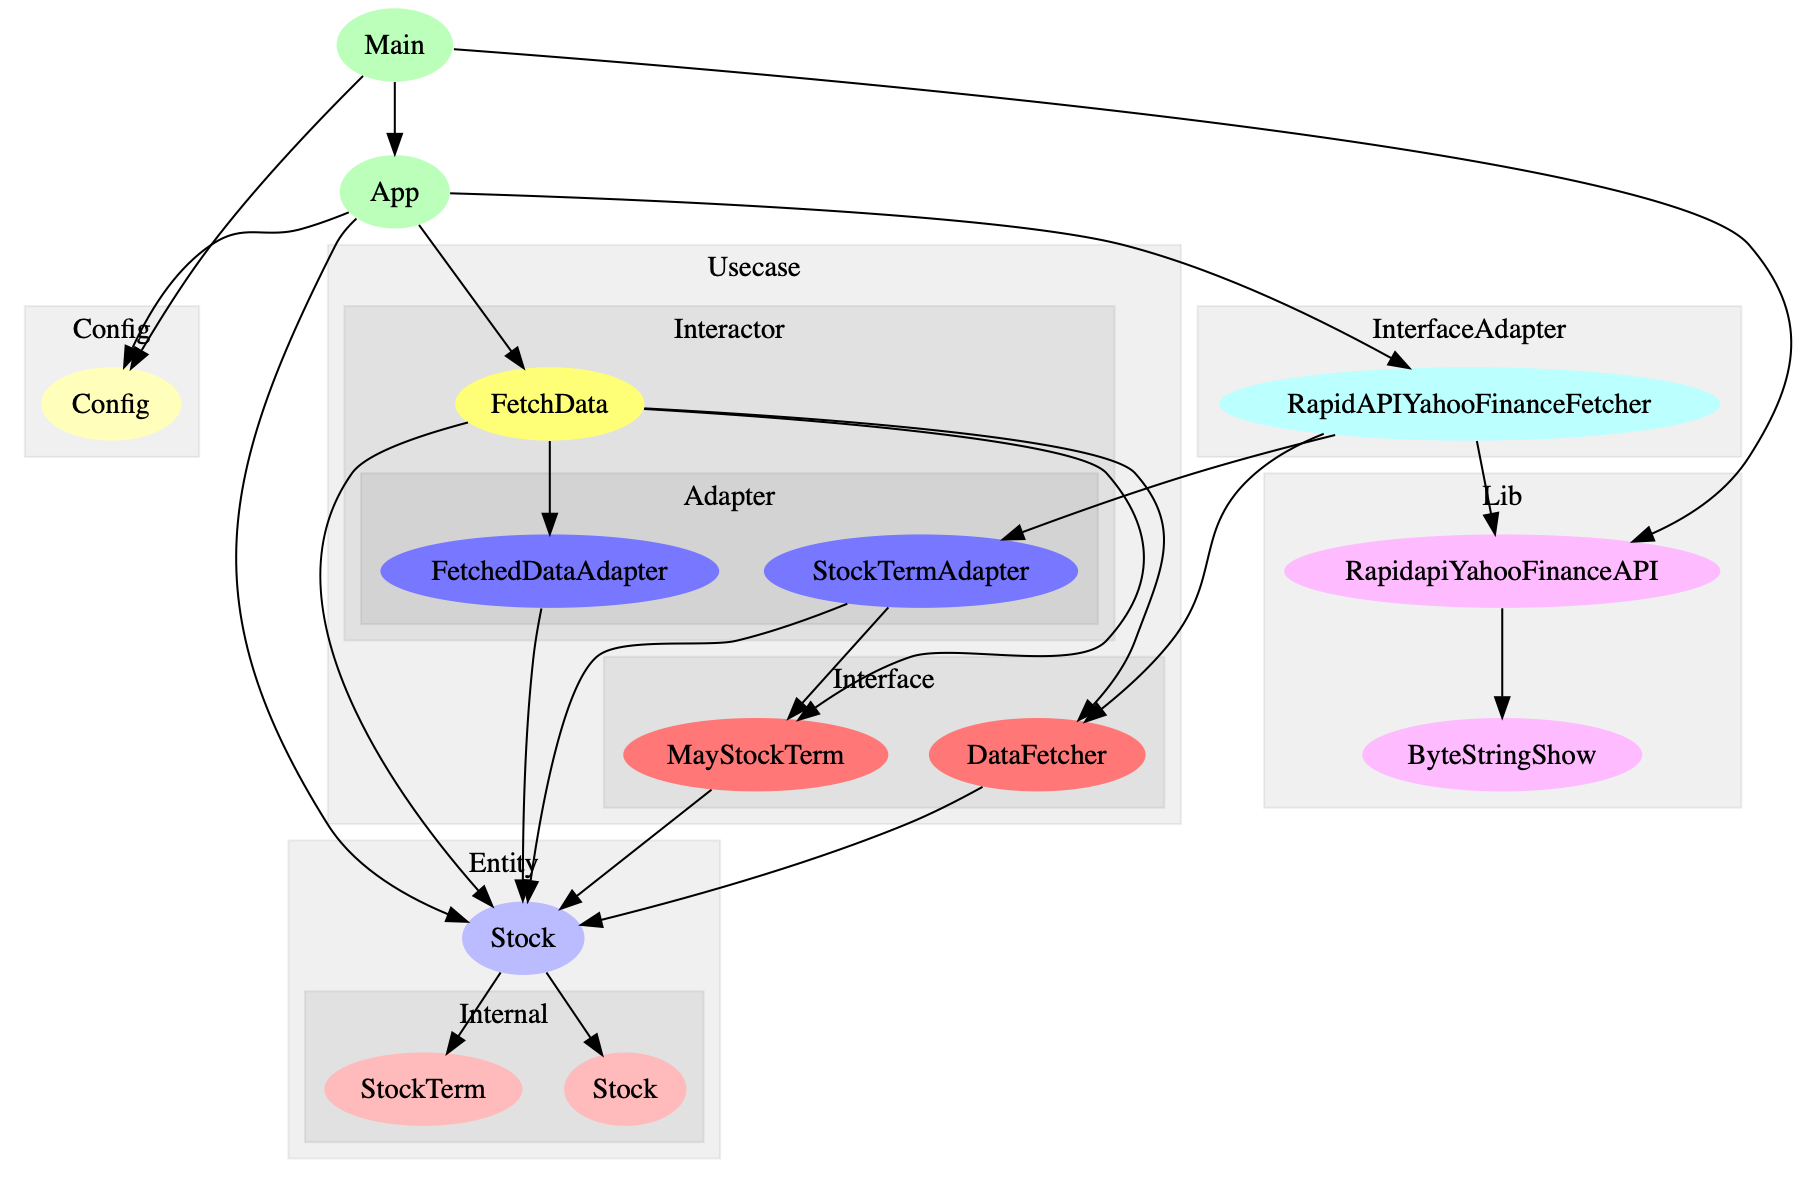 Main
App
Usecase
Config
Interactor
InterfaceAdapter
Config
FetchData
RapidAPIYahooFinanceFetcher
Adapter
Lib
FetchedDataAdapter
StockTermAdapter
RapidapiYahooFinanceAPI
Interface
MayStockTerm
DataFetcher
ByteStringShow
Entity
Stock
Internal
StockTerm
Stock